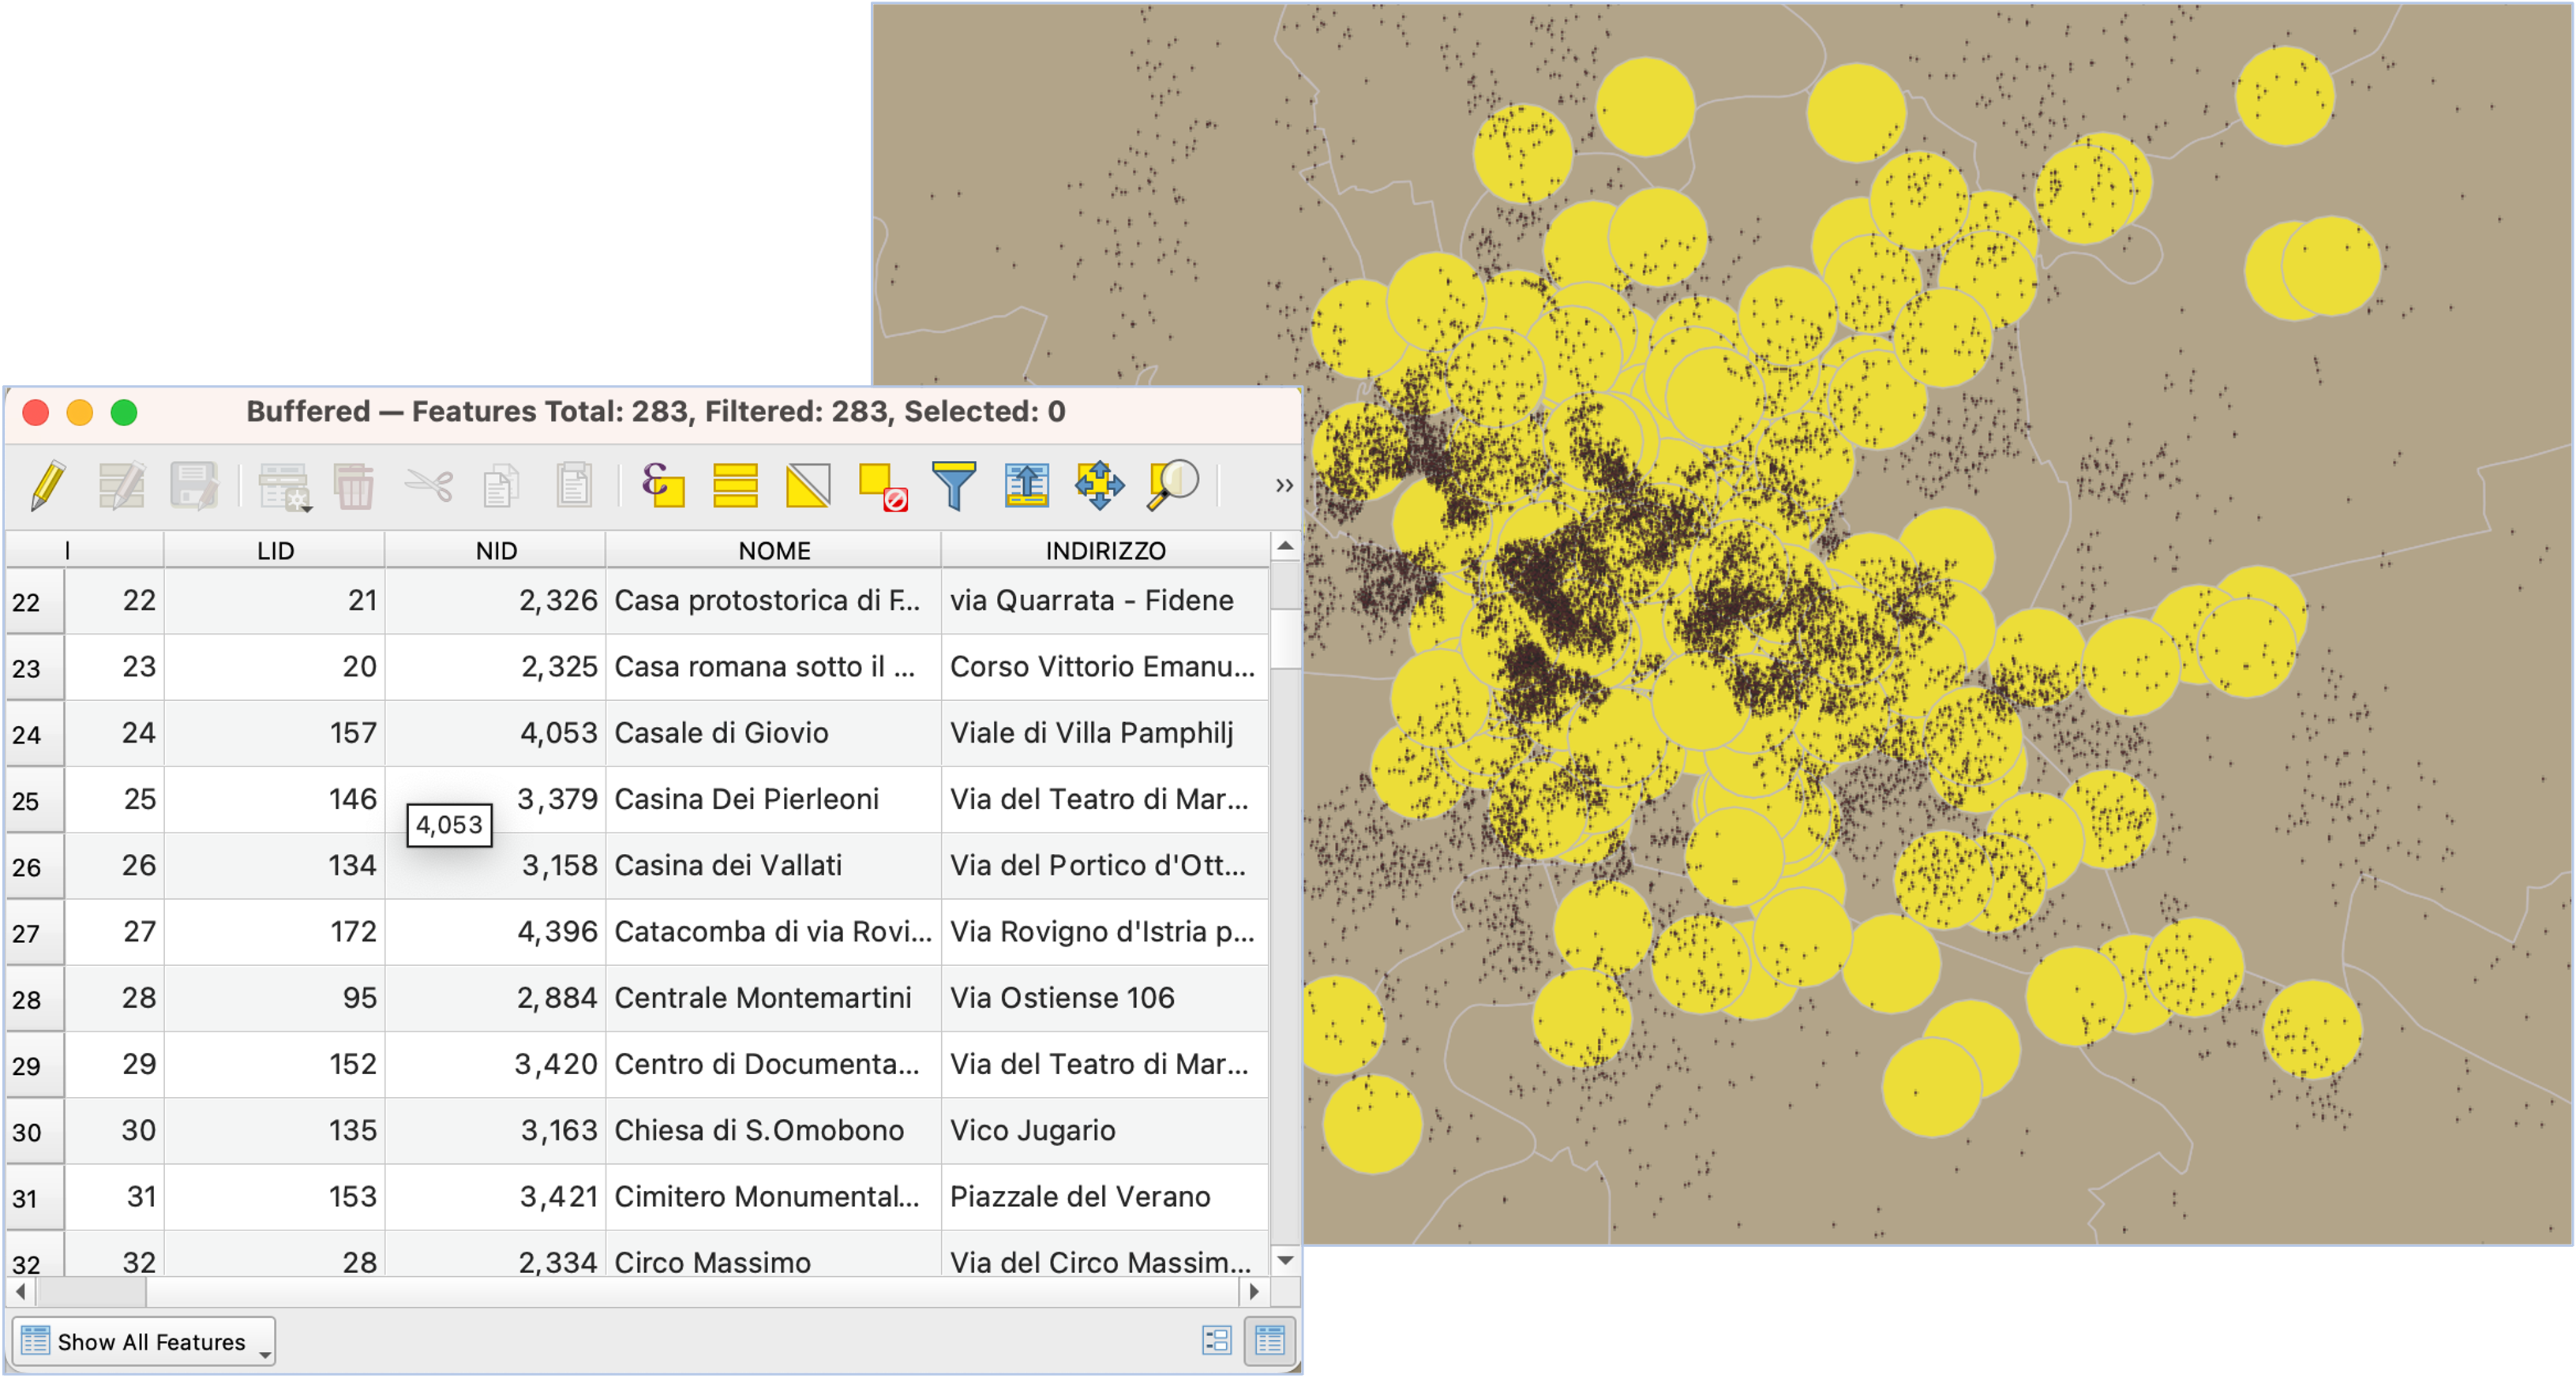 Buffered — Features Total: 283, Filtered: 283, Selected: 0
»
I LID NID NOME INDIRIZZO
22 22 21 2,326 Casa protostorica di F... via Quarrata - Fidene
23 23 20 2,325 Casa romana sotto il ... Corso Vittorio Emanu...
24 24 157 4,053 Casale di Giovio Viale di Villa Pamphilj
25 25 146 3,379 Casina Dei Pierleoni Via del Teatro di Mar...
4,053
26 26 134 3,158 Casina dei Vallati Via del Portico d'Ott...
27 27 172 4,396 Catacomba di via Rovi... Via Rovigno d'Istria p...
28 28 95 2,884 Centrale Montemartini Via Ostiense 106
29 29 152 3,420 Centro di Documenta... Via del Teatro di Mar...
30 30 135 3,163 Chiesa di S.Omobono Vico Jugario
31 31 153 3,421 Cimitero Monumental... Piazzale del Verano
32 32 28 2,334 Circo Massimo Via del Circo Massim...
Show All Features